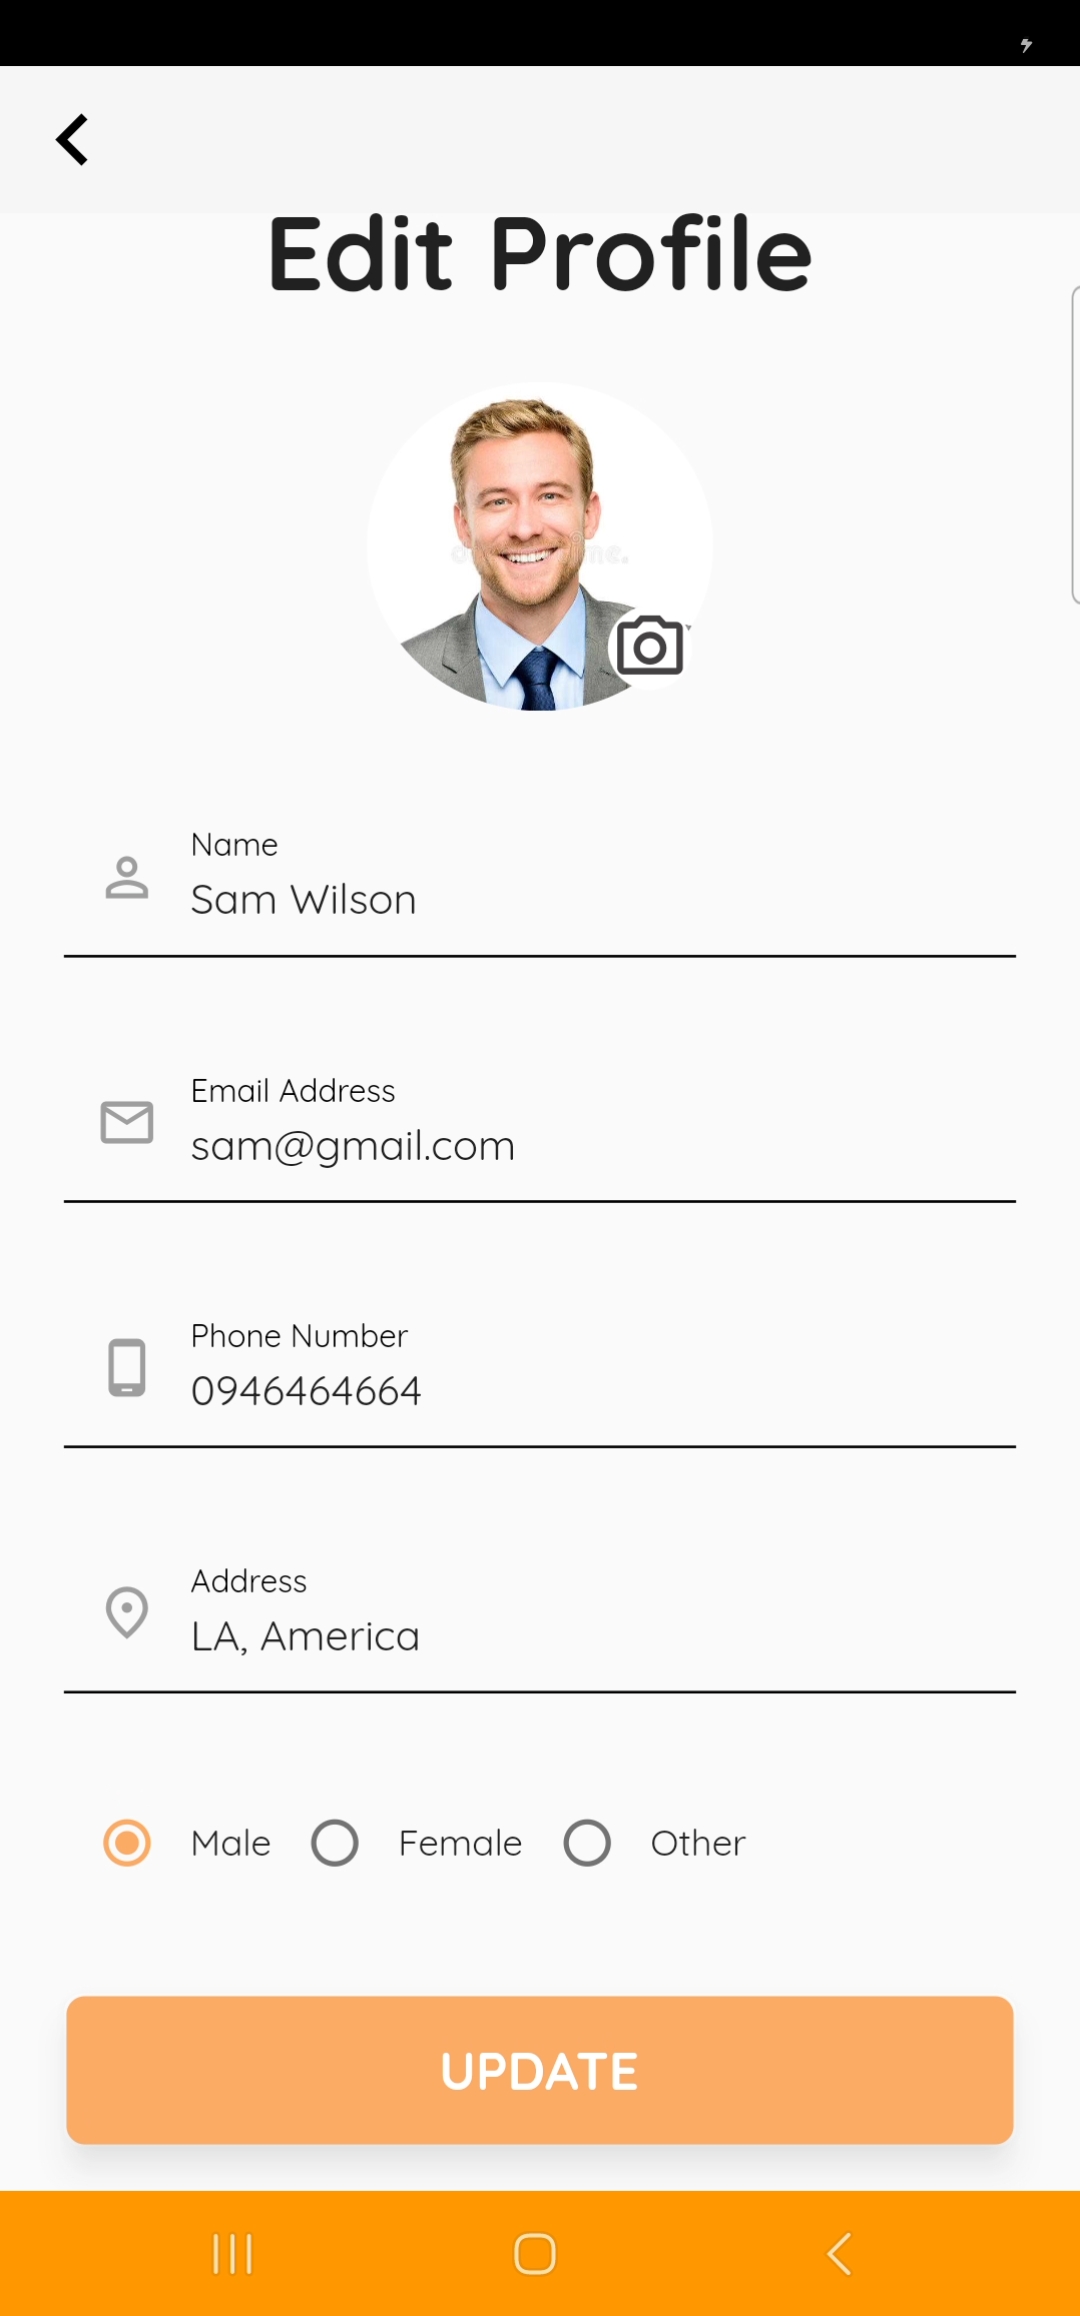 Edit Profile
Name
Sam Wilson
Email Address
sam@gmail.com
Phone Number
0946464664
Address
LA, America
Male Female Other
UPDATE